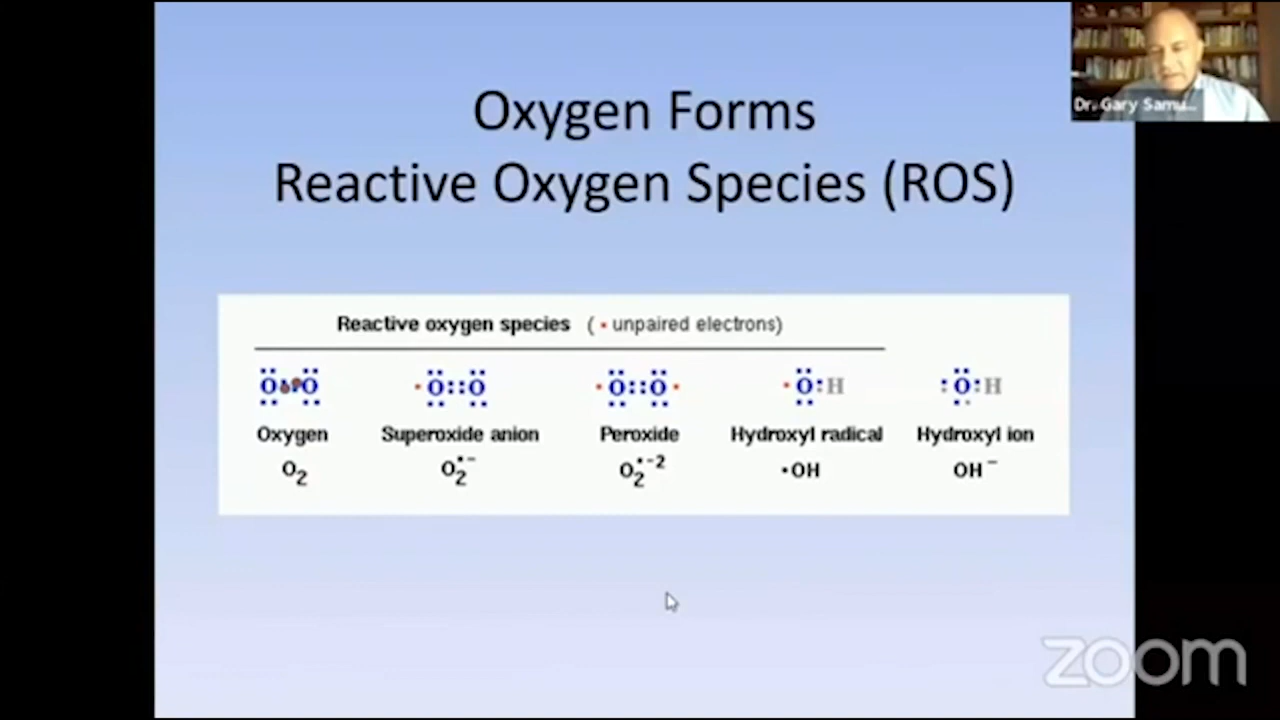 Oxygen Forms
Reactive Oxygen Species (ROS)
Dr. Gary Samu...
Reactive oxygen species ( • unpaired electrons)
O O •O::O •O::O• •O:H :O:H
Oxygen Superoxide anion Peroxide Hydroxyl radical Hydroxyl ion
O₂ O₂•− O₂•−2 •OH OH−
zoom